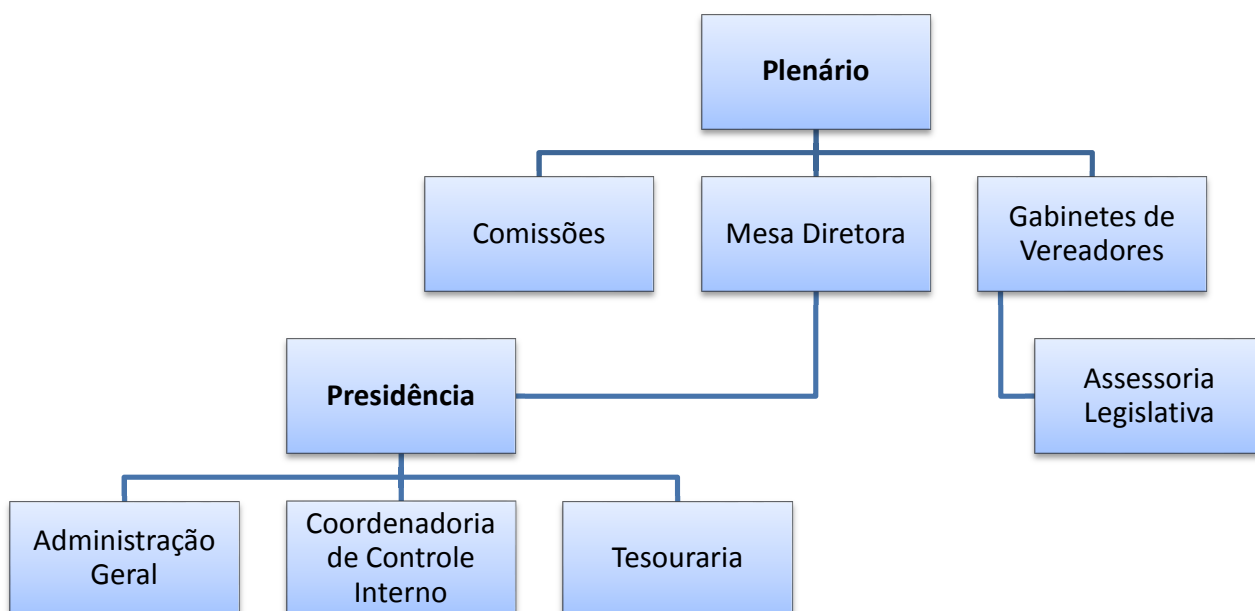 Plenário
Comissões
Mesa Diretora
Gabinetes de
Vereadores
Presidência
Assessoria
Legislativa
Administração
Geral
Coordenadoria
de Controle
Interno
Tesouraria